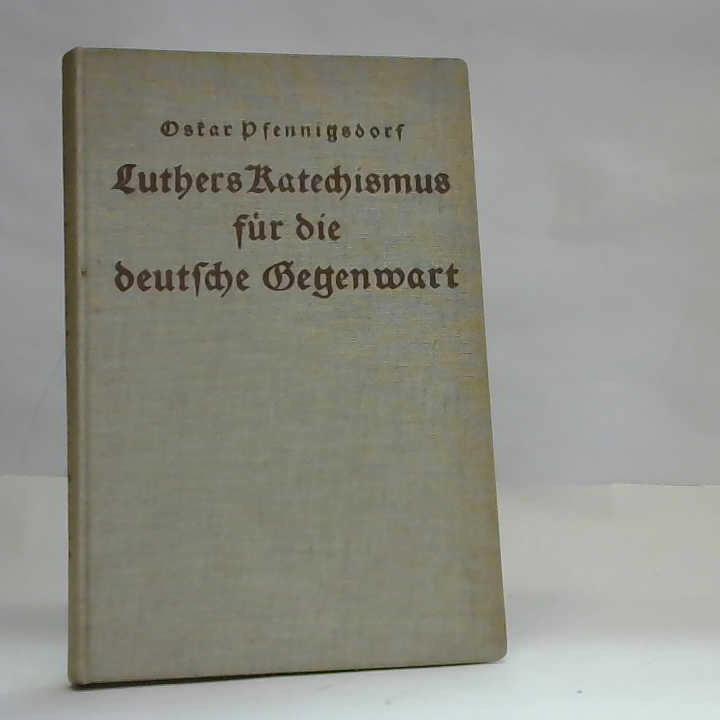 Oskar Pfennigsdorf
Luthers Katechismus
für die
deutsche Gegenwart